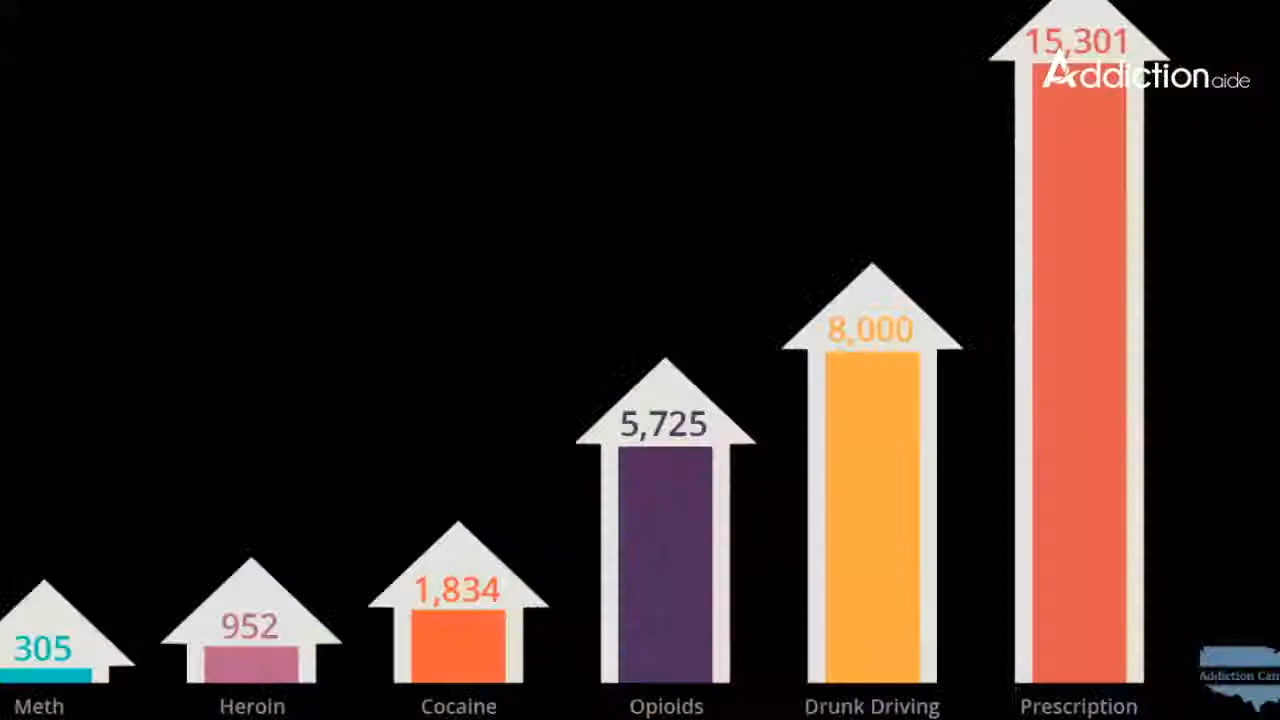 15,301
Addiction aide
8,000
5,725
1,834
952
305
Meth
Heroin
Cocaine
Opioids
Drunk Driving
Prescription
Addiction